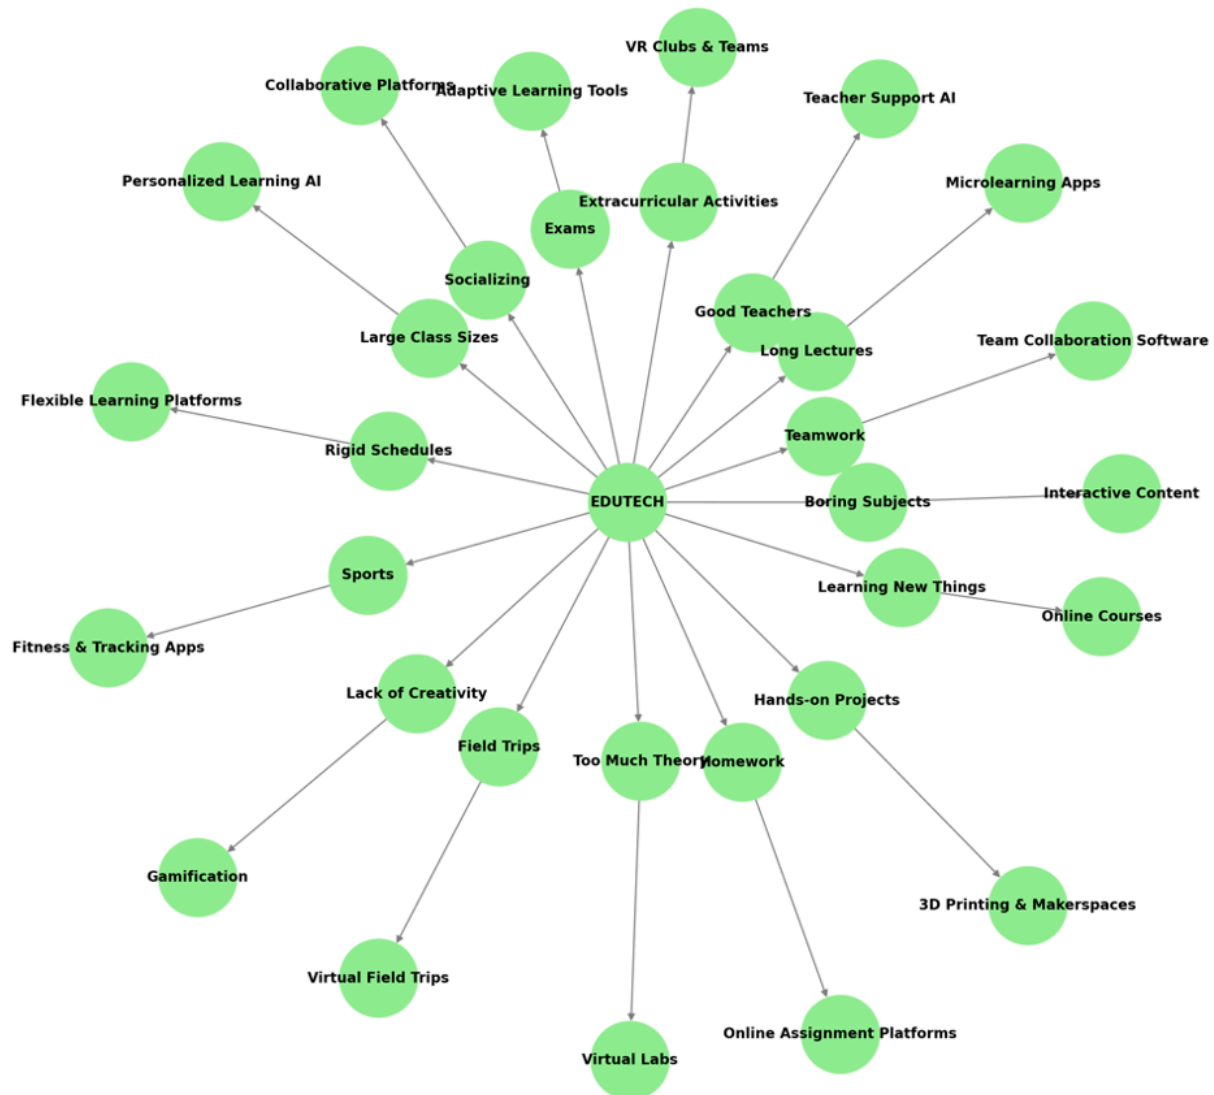 VR Clubs & Teams
Collaborative Platforms
Adaptive Learning Tools
Teacher Support AI
Personalized Learning AI
Microlearning Apps
Extracurricular Activities
Exams
Socializing
Good Teachers
Large Class Sizes
Long Lectures
Team Collaboration Software
Flexible Learning Platforms
Rigid Schedules
Teamwork
EDUTECH
Boring Subjects
Interactive Content
Sports
Learning New Things
Online Courses
Fitness & Tracking Apps
Lack of Creativity
Hands-on Projects
Field Trips
Too Much Theory
Homework
Gamification
3D Printing & Makerspaces
Virtual Field Trips
Online Assignment Platforms
Virtual Labs